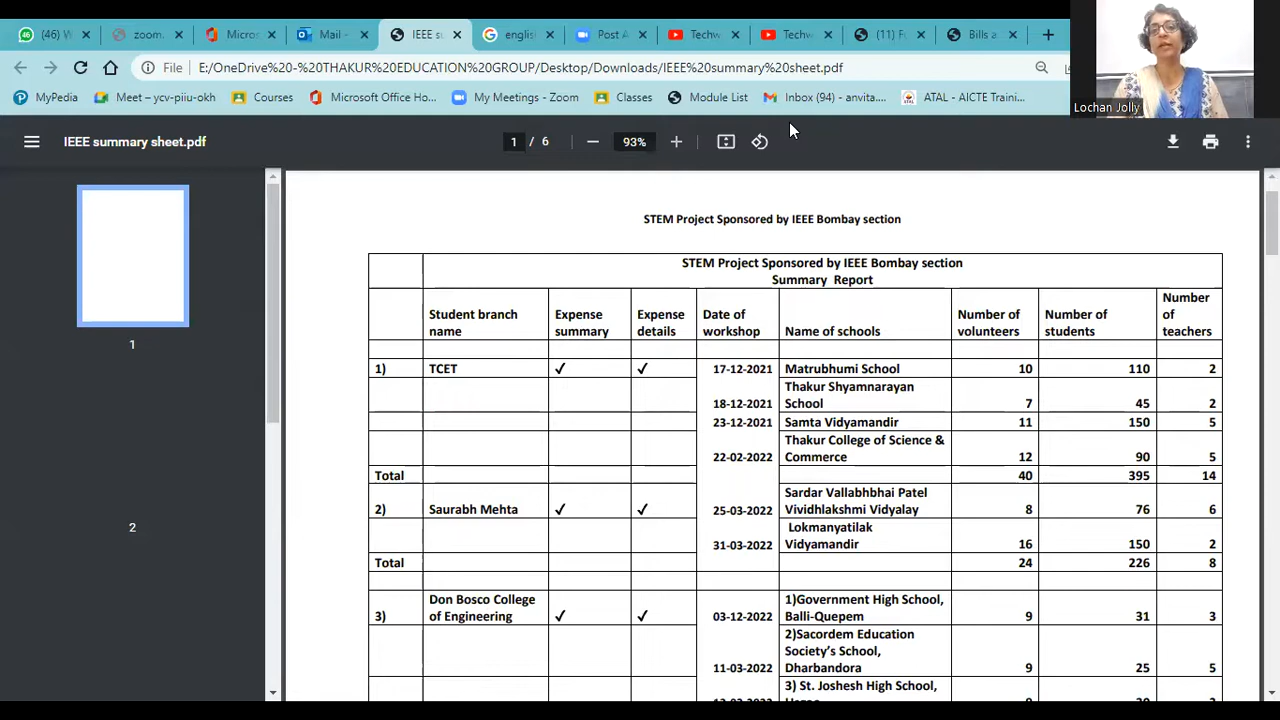 (46) W
zoom.
Micros
Mail -
IEEE su
english
Post A
Techw
Techw
(11) Fu
Bills a
File
E:/OneDrive%20-%20THAKUR%20EDUCATION%20GROUP/Desktop/Downloads/IEEE%20summary%20sheet.pdf
MyPedia
Meet – ycv-piiu-okh
Courses
Microsoft Office Ho...
My Meetings - Zoom
Classes
Module List
Inbox (94) - anvita....
ATAL - AICTE Traini...
Lochan Jolly
IEEE summary sheet.pdf
1 / 6
93%
1
2
STEM Project Sponsored by IEEE Bombay section
STEM Project Sponsored by IEEE Bombay section
Summary Report
Student branch name Expense summary Expense details Date of workshop Name of schools Number of volunteers Number of students Number of teachers
1) TCET ✓ ✓ 17-12-2021 Matrubhumi School 10 110 2
18-12-2021 Thakur Shyamnarayan School 7 45 2
23-12-2021 Samta Vidyamandir 11 150 5
22-02-2022 Thakur College of Science & Commerce 12 90 5
Total 40 395 14
2) Saurabh Mehta ✓ ✓ 25-03-2022 Sardar Vallabhbhai Patel Vividhlakshmi Vidyalay 8 76 6
31-03-2022 Lokmanyatilak Vidyamandir 16 150 2
Total 24 226 8
3) Don Bosco College of Engineering ✓ ✓ 03-12-2022 1)Government High School, Balli-Quepem 9 31 3
11-03-2022 2)Sacordem Education Society's School, Dharbandora 9 25 5
3) St. Joshesh High School,